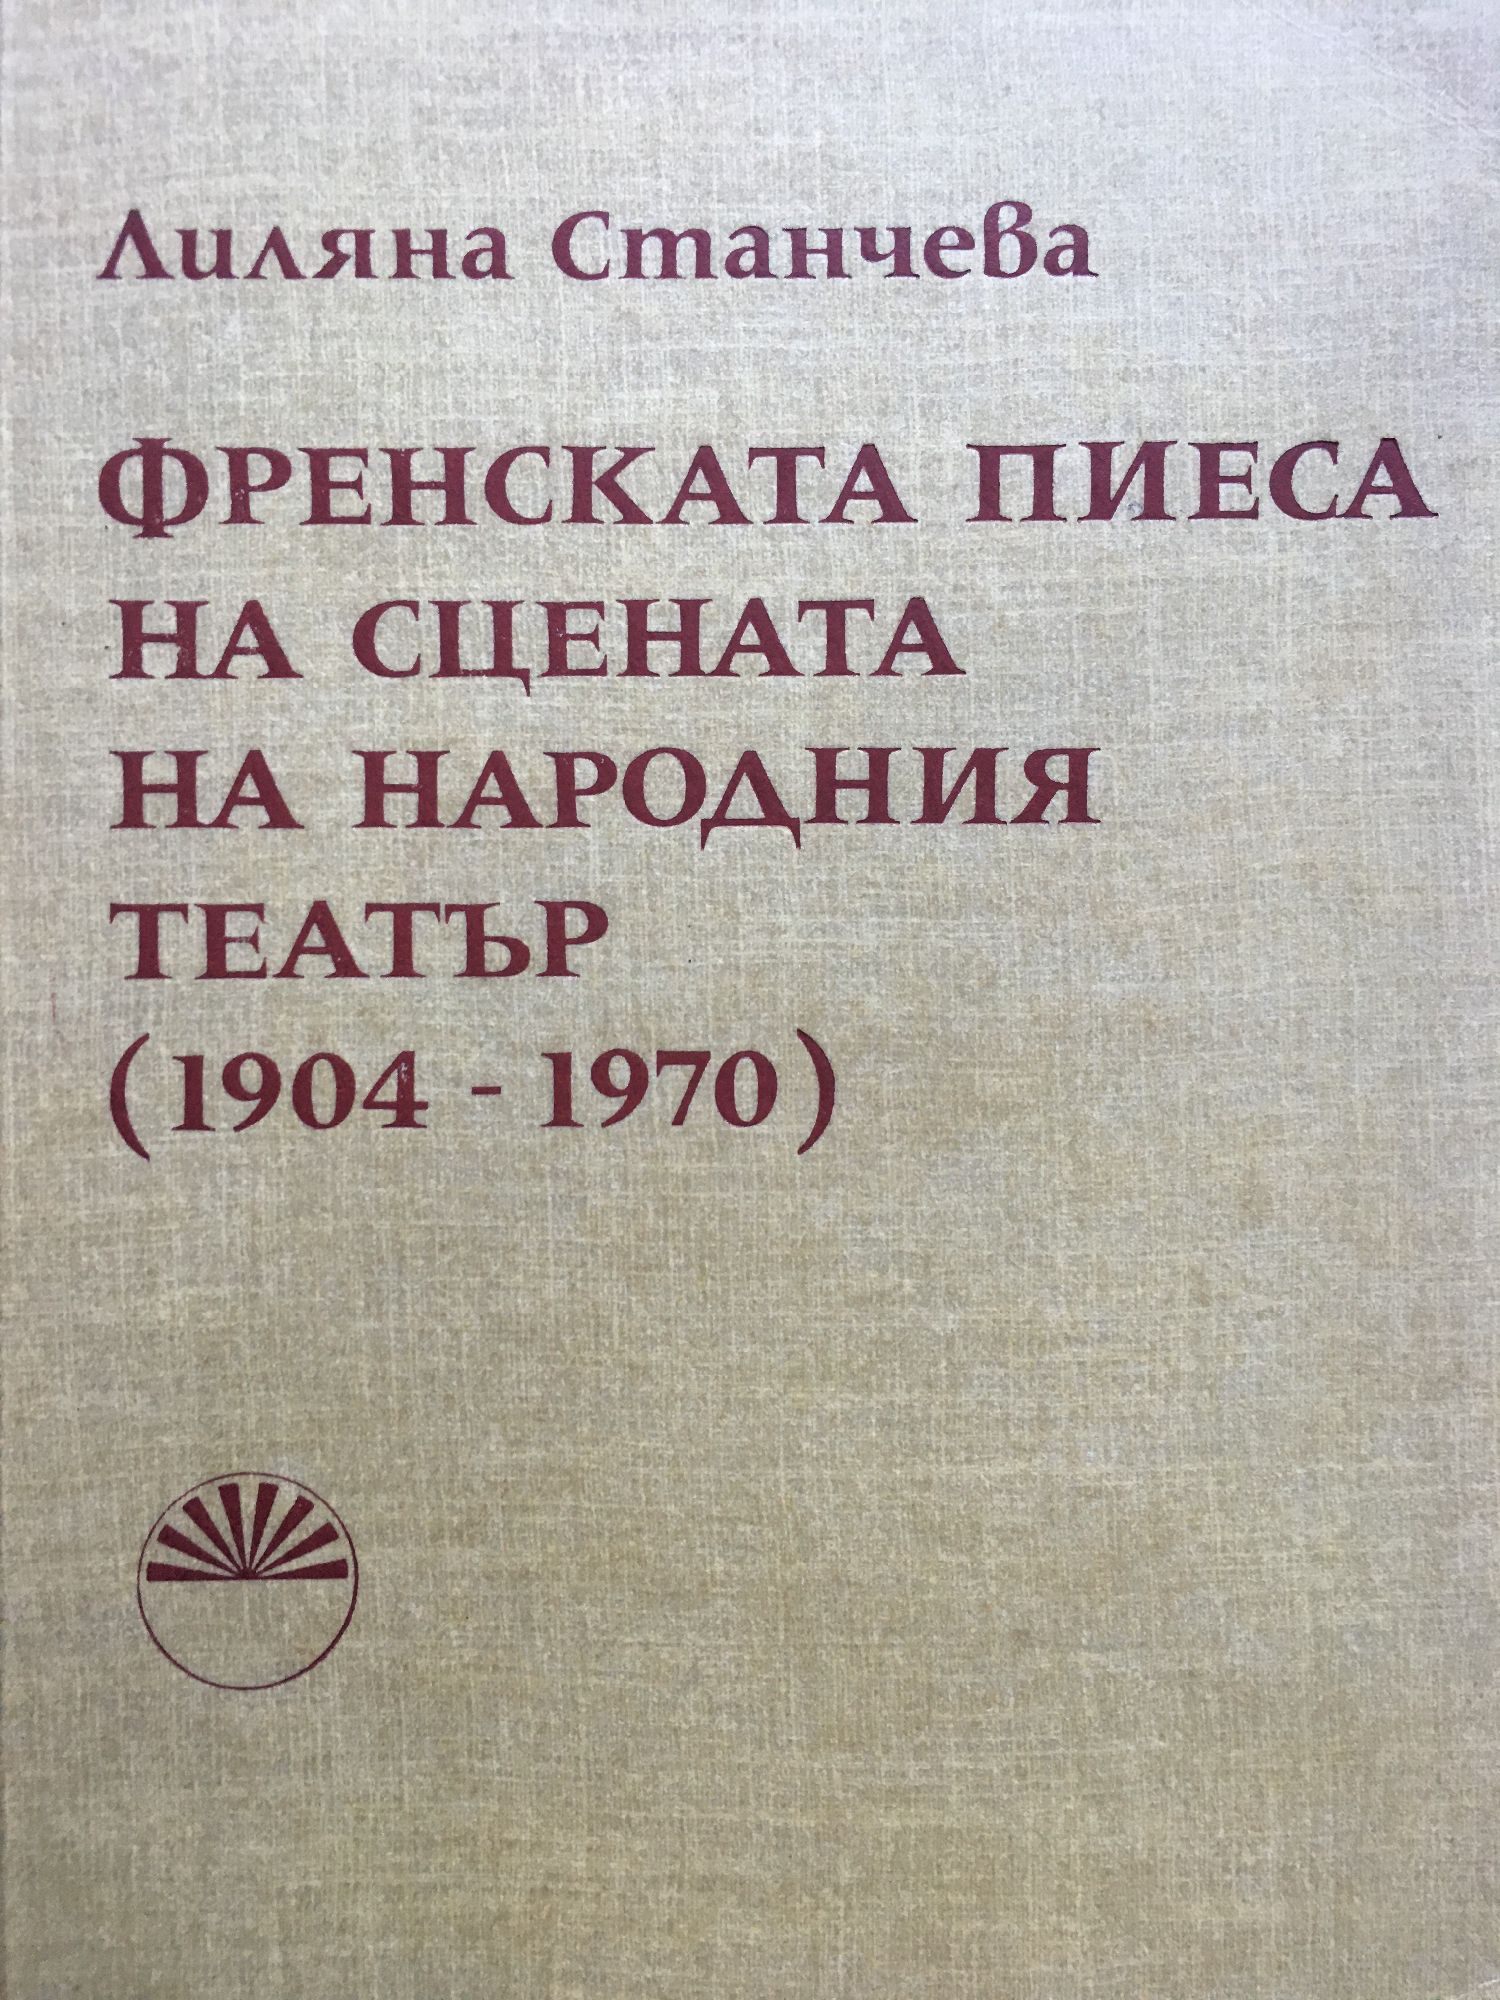 Лиляна Станчева
ФРЕНСКАТА ПИЕСА
НА СЦЕНАТА
НА НАРОДНИЯ
ТЕАТЪР
(1904 - 1970)